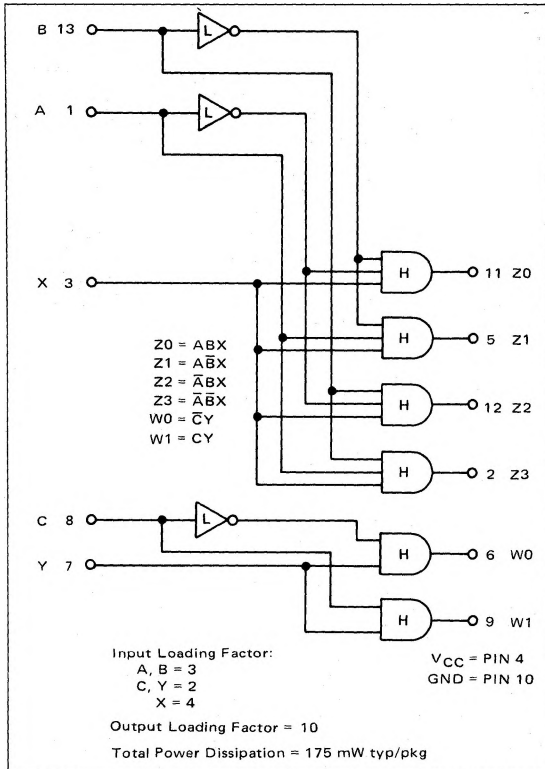 B 13
L
A 1
L
X 3
H 11 Z0
Z0 = ABX
H 5 Z1
Z1 = AB̅X
Z2 = A̅BX
H 12 Z2
Z3 = A̅B̅X
W0 = C̅Y
W1 = CY
H 2 Z3
C 8
L
H 6 W0
Y 7
H 9 W1
Input Loading Factor:
A, B = 3
C, Y = 2
X = 4
VCC = PIN 4
GND = PIN 10
Output Loading Factor = 10
Total Power Dissipation = 175 mW typ/pkg